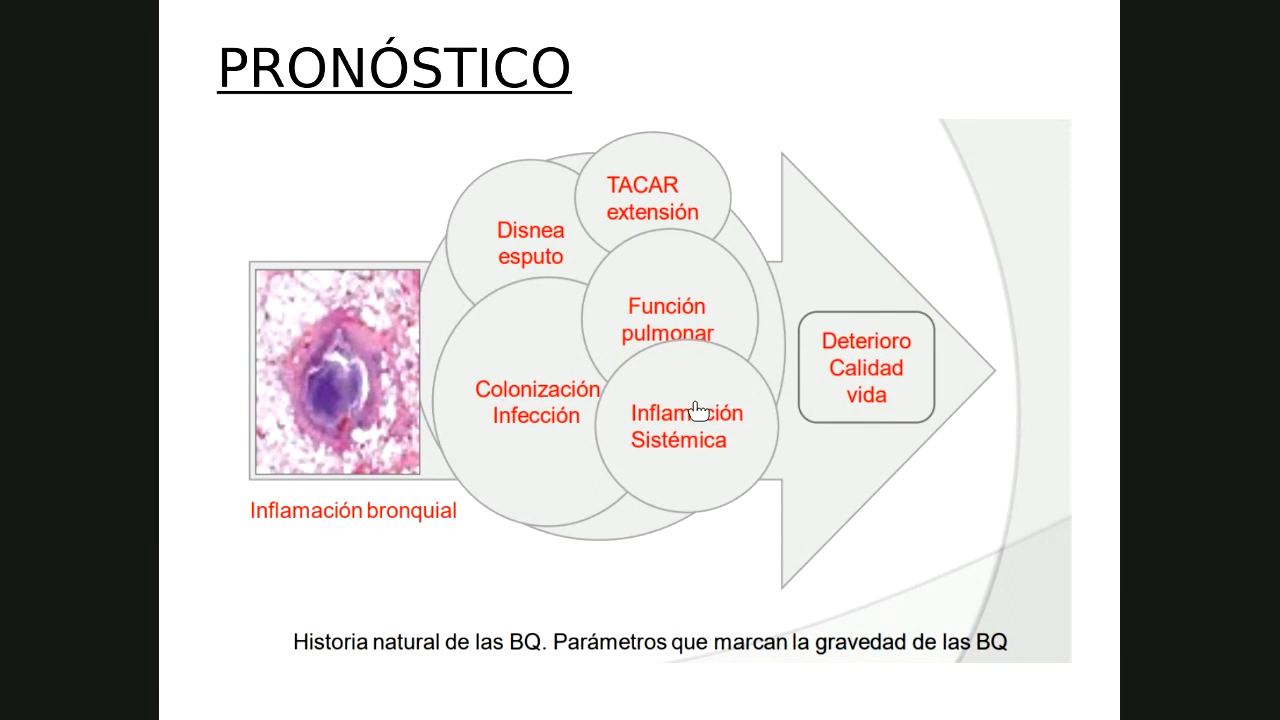 PRONÓSTICO
TACAR
extensión
Disnea
esputo
Función
pulmonar
Colonización
Infección
Inflamación
Sistémica
Deterioro
Calidad
vida
Inflamación bronquial
Historia natural de las BQ. Parámetros que marcan la gravedad de las BQ